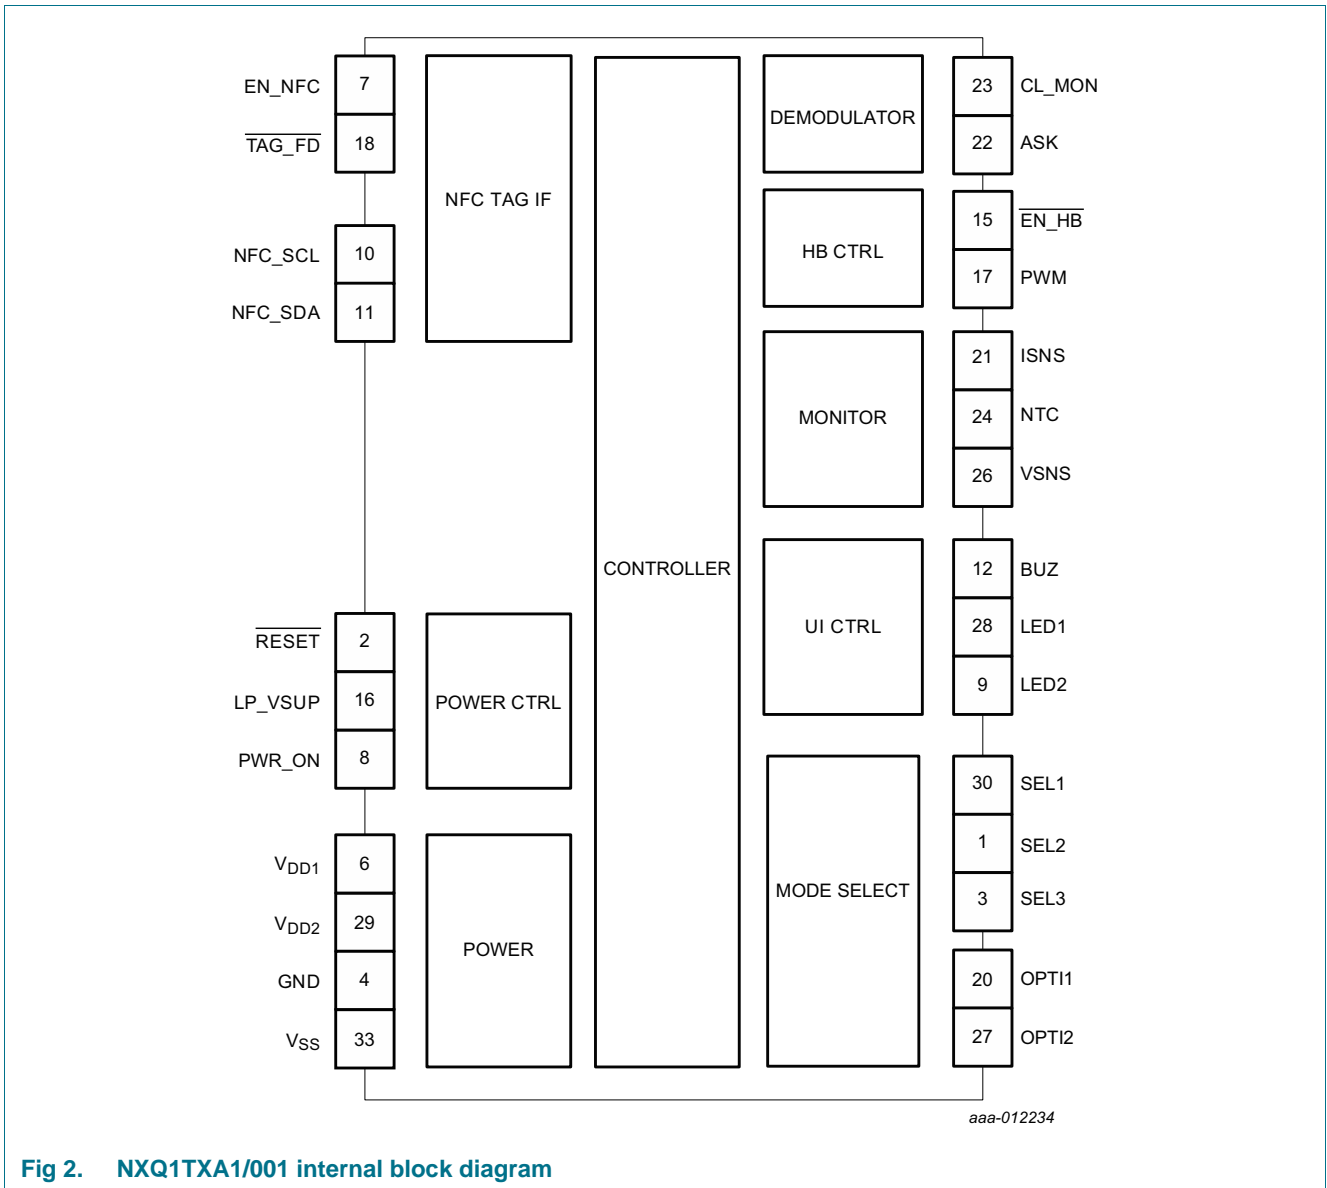 EN_NFC 7
TAG_FD 18
NFC_SCL 10
NFC_SDA 11
RESET 2
LP_VSUP 16
PWR_ON 8
VDD1 6
VDD2 29
GND 4
VSS 33
NFC TAG IF
POWER CTRL
POWER
CONTROLLER
DEMODULATOR
HB CTRL
MONITOR
UI CTRL
MODE SELECT
23 CL_MON
22 ASK
15 EN_HB
17 PWM
21 ISNS
24 NTC
26 VSNS
12 BUZ
28 LED1
9 LED2
30 SEL1
1 SEL2
3 SEL3
20 OPTI1
27 OPTI2
aaa-012234
Fig 2. NXQ1TXA1/001 internal block diagram